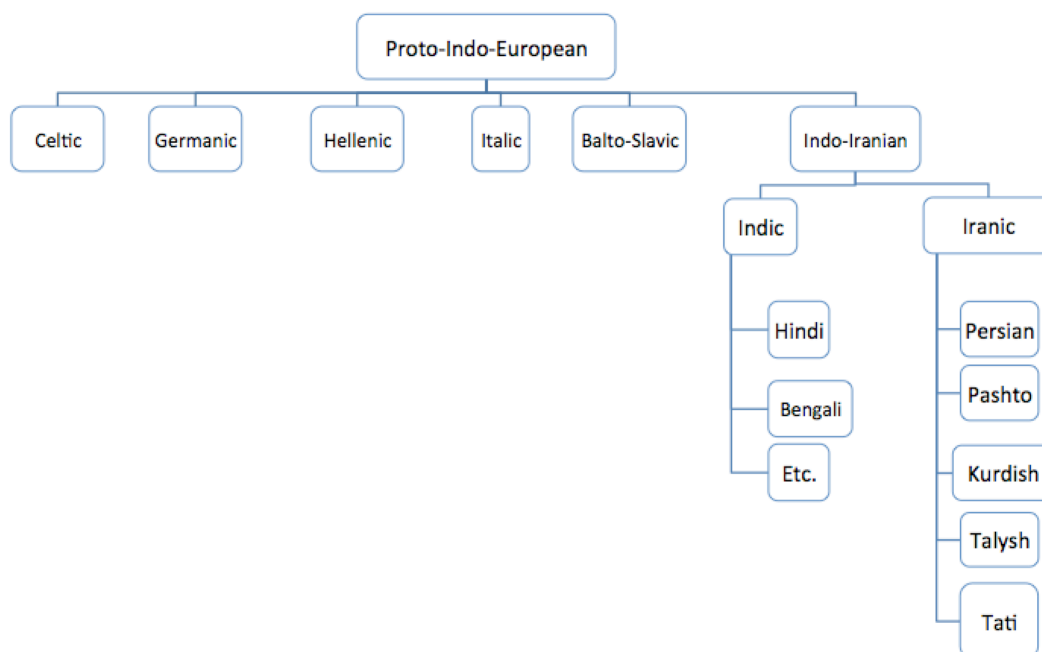 Proto-Indo-European
Celtic
Germanic
Hellenic
Italic
Balto-Slavic
Indo-Iranian
Indic
Iranic
Hindi
Bengali
Etc.
Persian
Pashto
Kurdish
Talysh
Tati